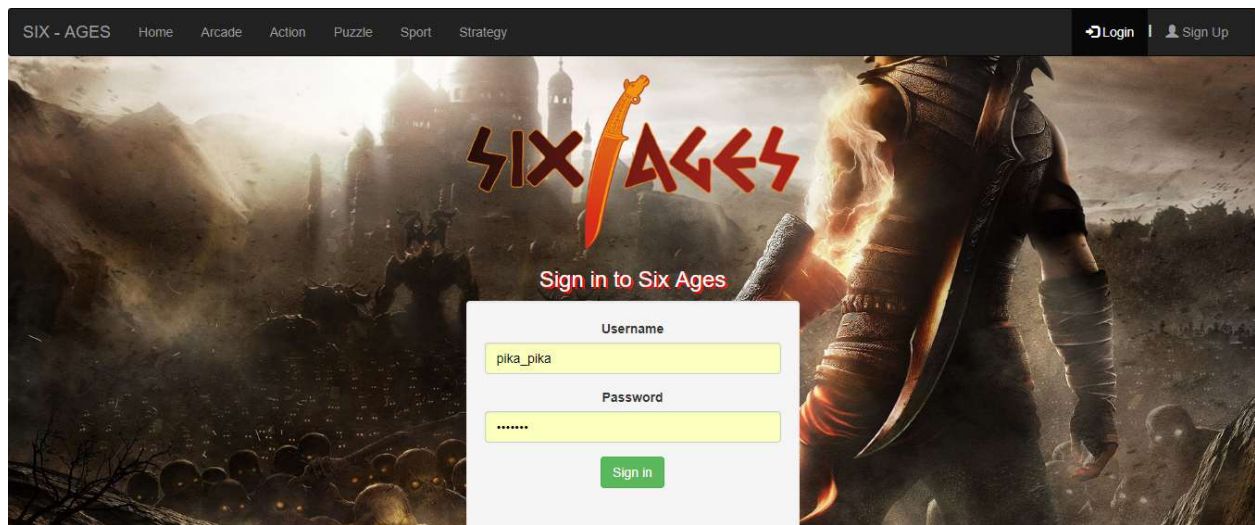 SIX - AGES Home Arcade Action Puzzle Sport Strategy Login | Sign Up
SIX AGES
Sign in to Six Ages
Username
pika_pika
Password
•••••••
Sign in